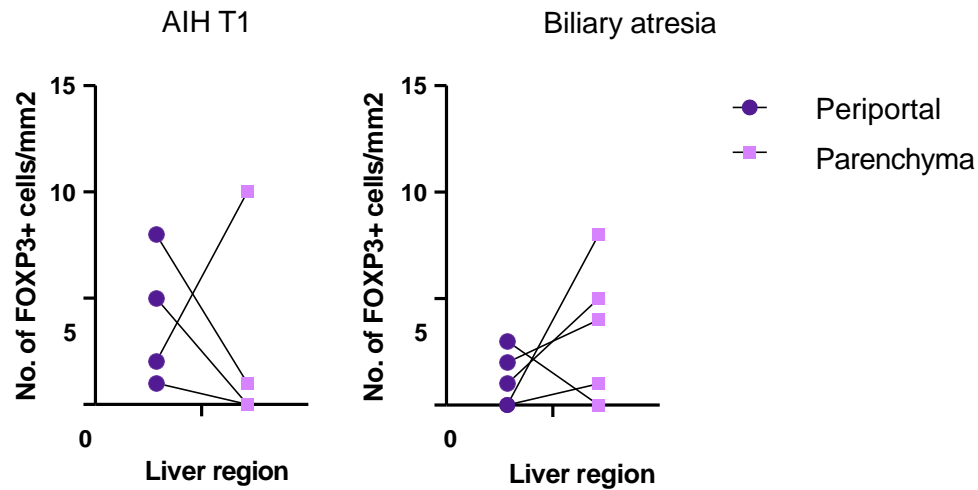 AIH T1
Biliary atresia
15
10
5
0
No. of FOXP3+ cells/mm2
Liver region
15
10
5
0
No. of FOXP3+ cells/mm2
Liver region
Periportal
Parenchyma